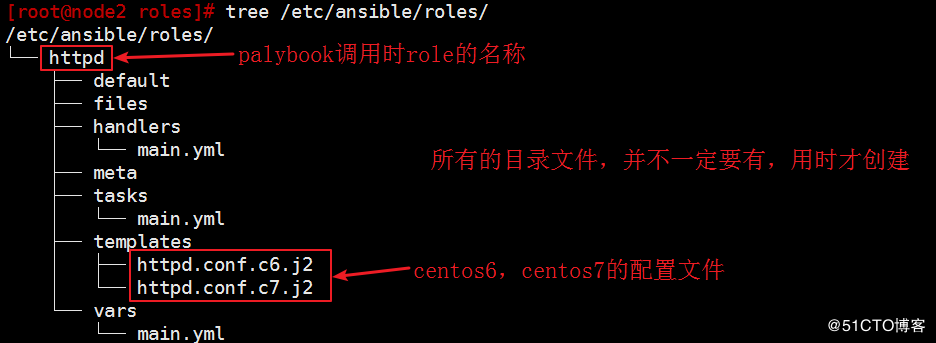 [root@node2 roles]# tree /etc/ansible/roles/
/etc/ansible/roles/
└── httpd palybook调用时role的名称
├── default
├── files
├── handlers
│   └── main.yml
所有的目录文件，并不一定要有，用时才创建
├── meta
├── tasks
│   └── main.yml
├── templates
│   ├── httpd.conf.c6.j2
centos6，centos7的配置文件
│   └── httpd.conf.c7.j2
└── vars
└── main.yml
@51CTO博客